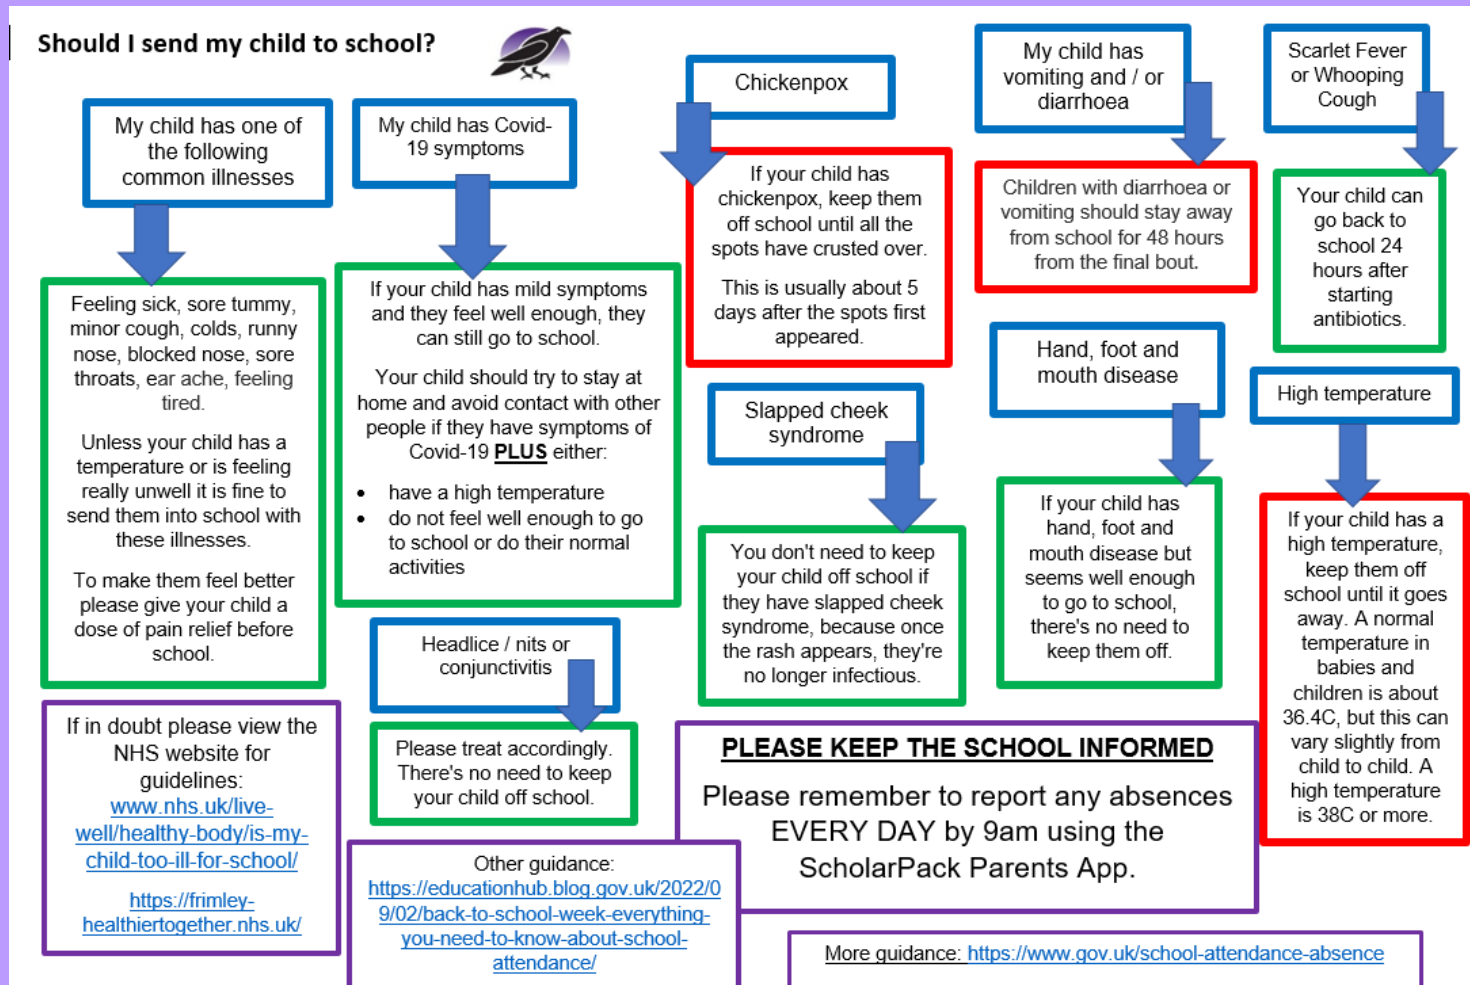 Should I send my child to school?
My child has one of
the following
common illnesses
Feeling sick, sore tummy,
minor cough, colds, runny
nose, blocked nose, sore
throats, ear ache, feeling
tired.
Unless your child has a
temperature or is feeling
really unwell it is fine to
send them into school with
these illnesses.
To make them feel better
please give your child a
dose of pain relief before
school.
If in doubt please view the
NHS website for
guidelines:
www.nhs.uk/live-
well/healthy-body/is-my-
child-too-ill-for-school/
https://frimley-
healthiertogether.nhs.uk/
My child has Covid-
19 symptoms
If your child has mild symptoms
and they feel well enough, they
can still go to school.
Your child should try to stay at
home and avoid contact with other
people if they have symptoms of
Covid-19 PLUS either:
• have a high temperature
• do not feel well enough to go
to school or do their normal
activities
Headlice / nits or
conjunctivitis
Please treat accordingly.
There's no need to keep
your child off school.
Other guidance:
https://educationhub.blog.gov.uk/2022/0
9/02/back-to-school-week-everything-
you-need-to-know-about-school-
attendance/
Chickenpox
If your child has
chickenpox, keep them
off school until all the
spots have crusted over.
This is usually about 5
days after the spots first
appeared.
Slapped cheek
syndrome
You don't need to keep
your child off school if
they have slapped cheek
syndrome, because once
the rash appears, they're
no longer infectious.
My child has
vomiting and / or
diarrhoea
Children with diarrhoea or
vomiting should stay away
from school for 48 hours
from the final bout.
Hand, foot and
mouth disease
If your child has
hand, foot and
mouth disease but
seems well enough
to go to school,
there's no need to
keep them off.
Scarlet Fever
or Whooping
Cough
Your child can
go back to
school 24
hours after
starting
antibiotics.
High temperature
If your child has a
high temperature,
keep them off
school until it goes
away. A normal
temperature in
babies and
children is about
36.4C, but this can
vary slightly from
child to child. A
high temperature
is 38C or more.
PLEASE KEEP THE SCHOOL INFORMED
Please remember to report any absences
EVERY DAY by 9am using the
ScholarPack Parents App.
More guidance: https://www.gov.uk/school-attendance-absence